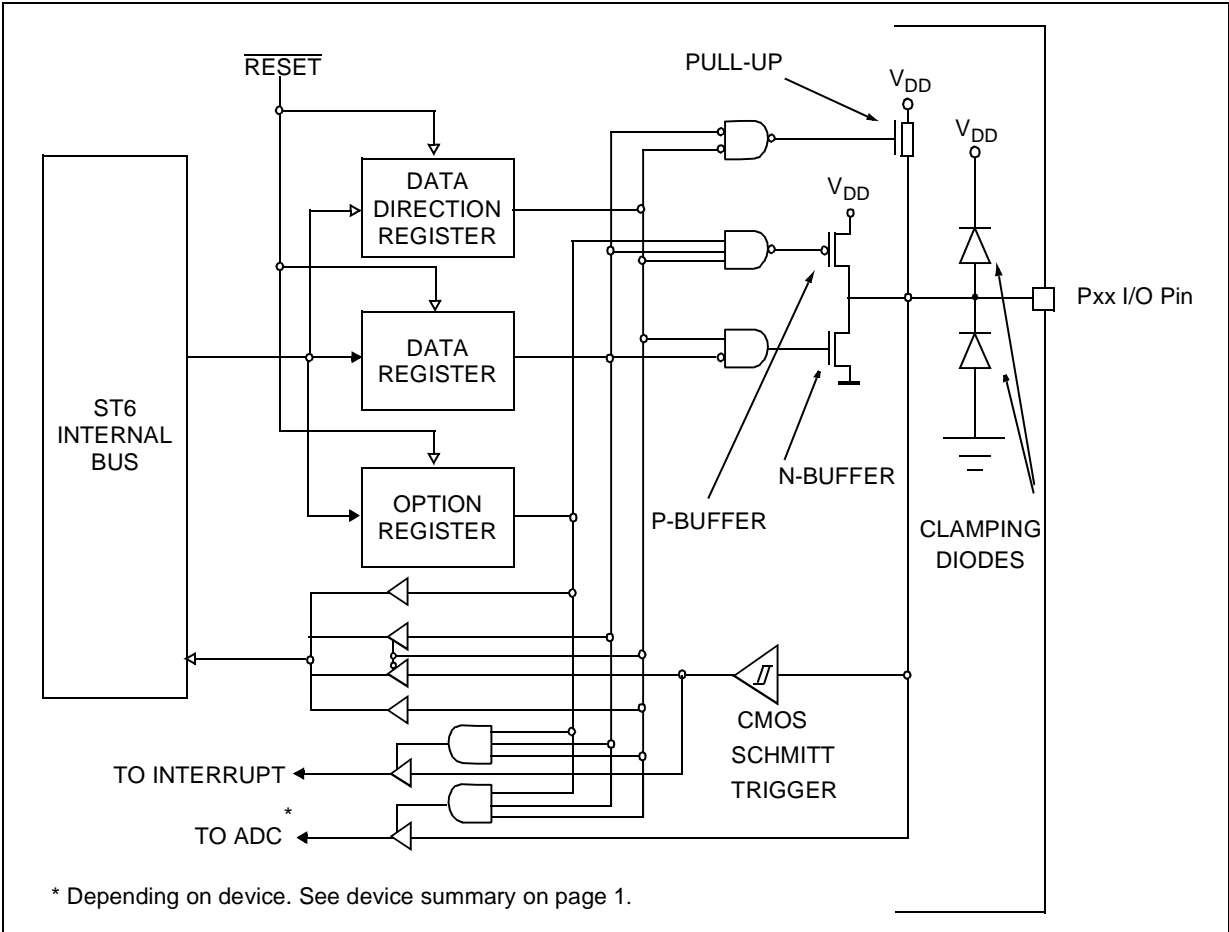 RESET
PULL-UP
VDD
VDD
VDD
ST6
INTERNAL
BUS
DATA
DIRECTION
REGISTER
DATA
REGISTER
OPTION
REGISTER
Pxx I/O Pin
N-BUFFER
P-BUFFER
CLAMPING
DIODES
CMOS
SCHMITT
TRIGGER
TO INTERRUPT
TO ADC*
* Depending on device. See device summary on page 1.